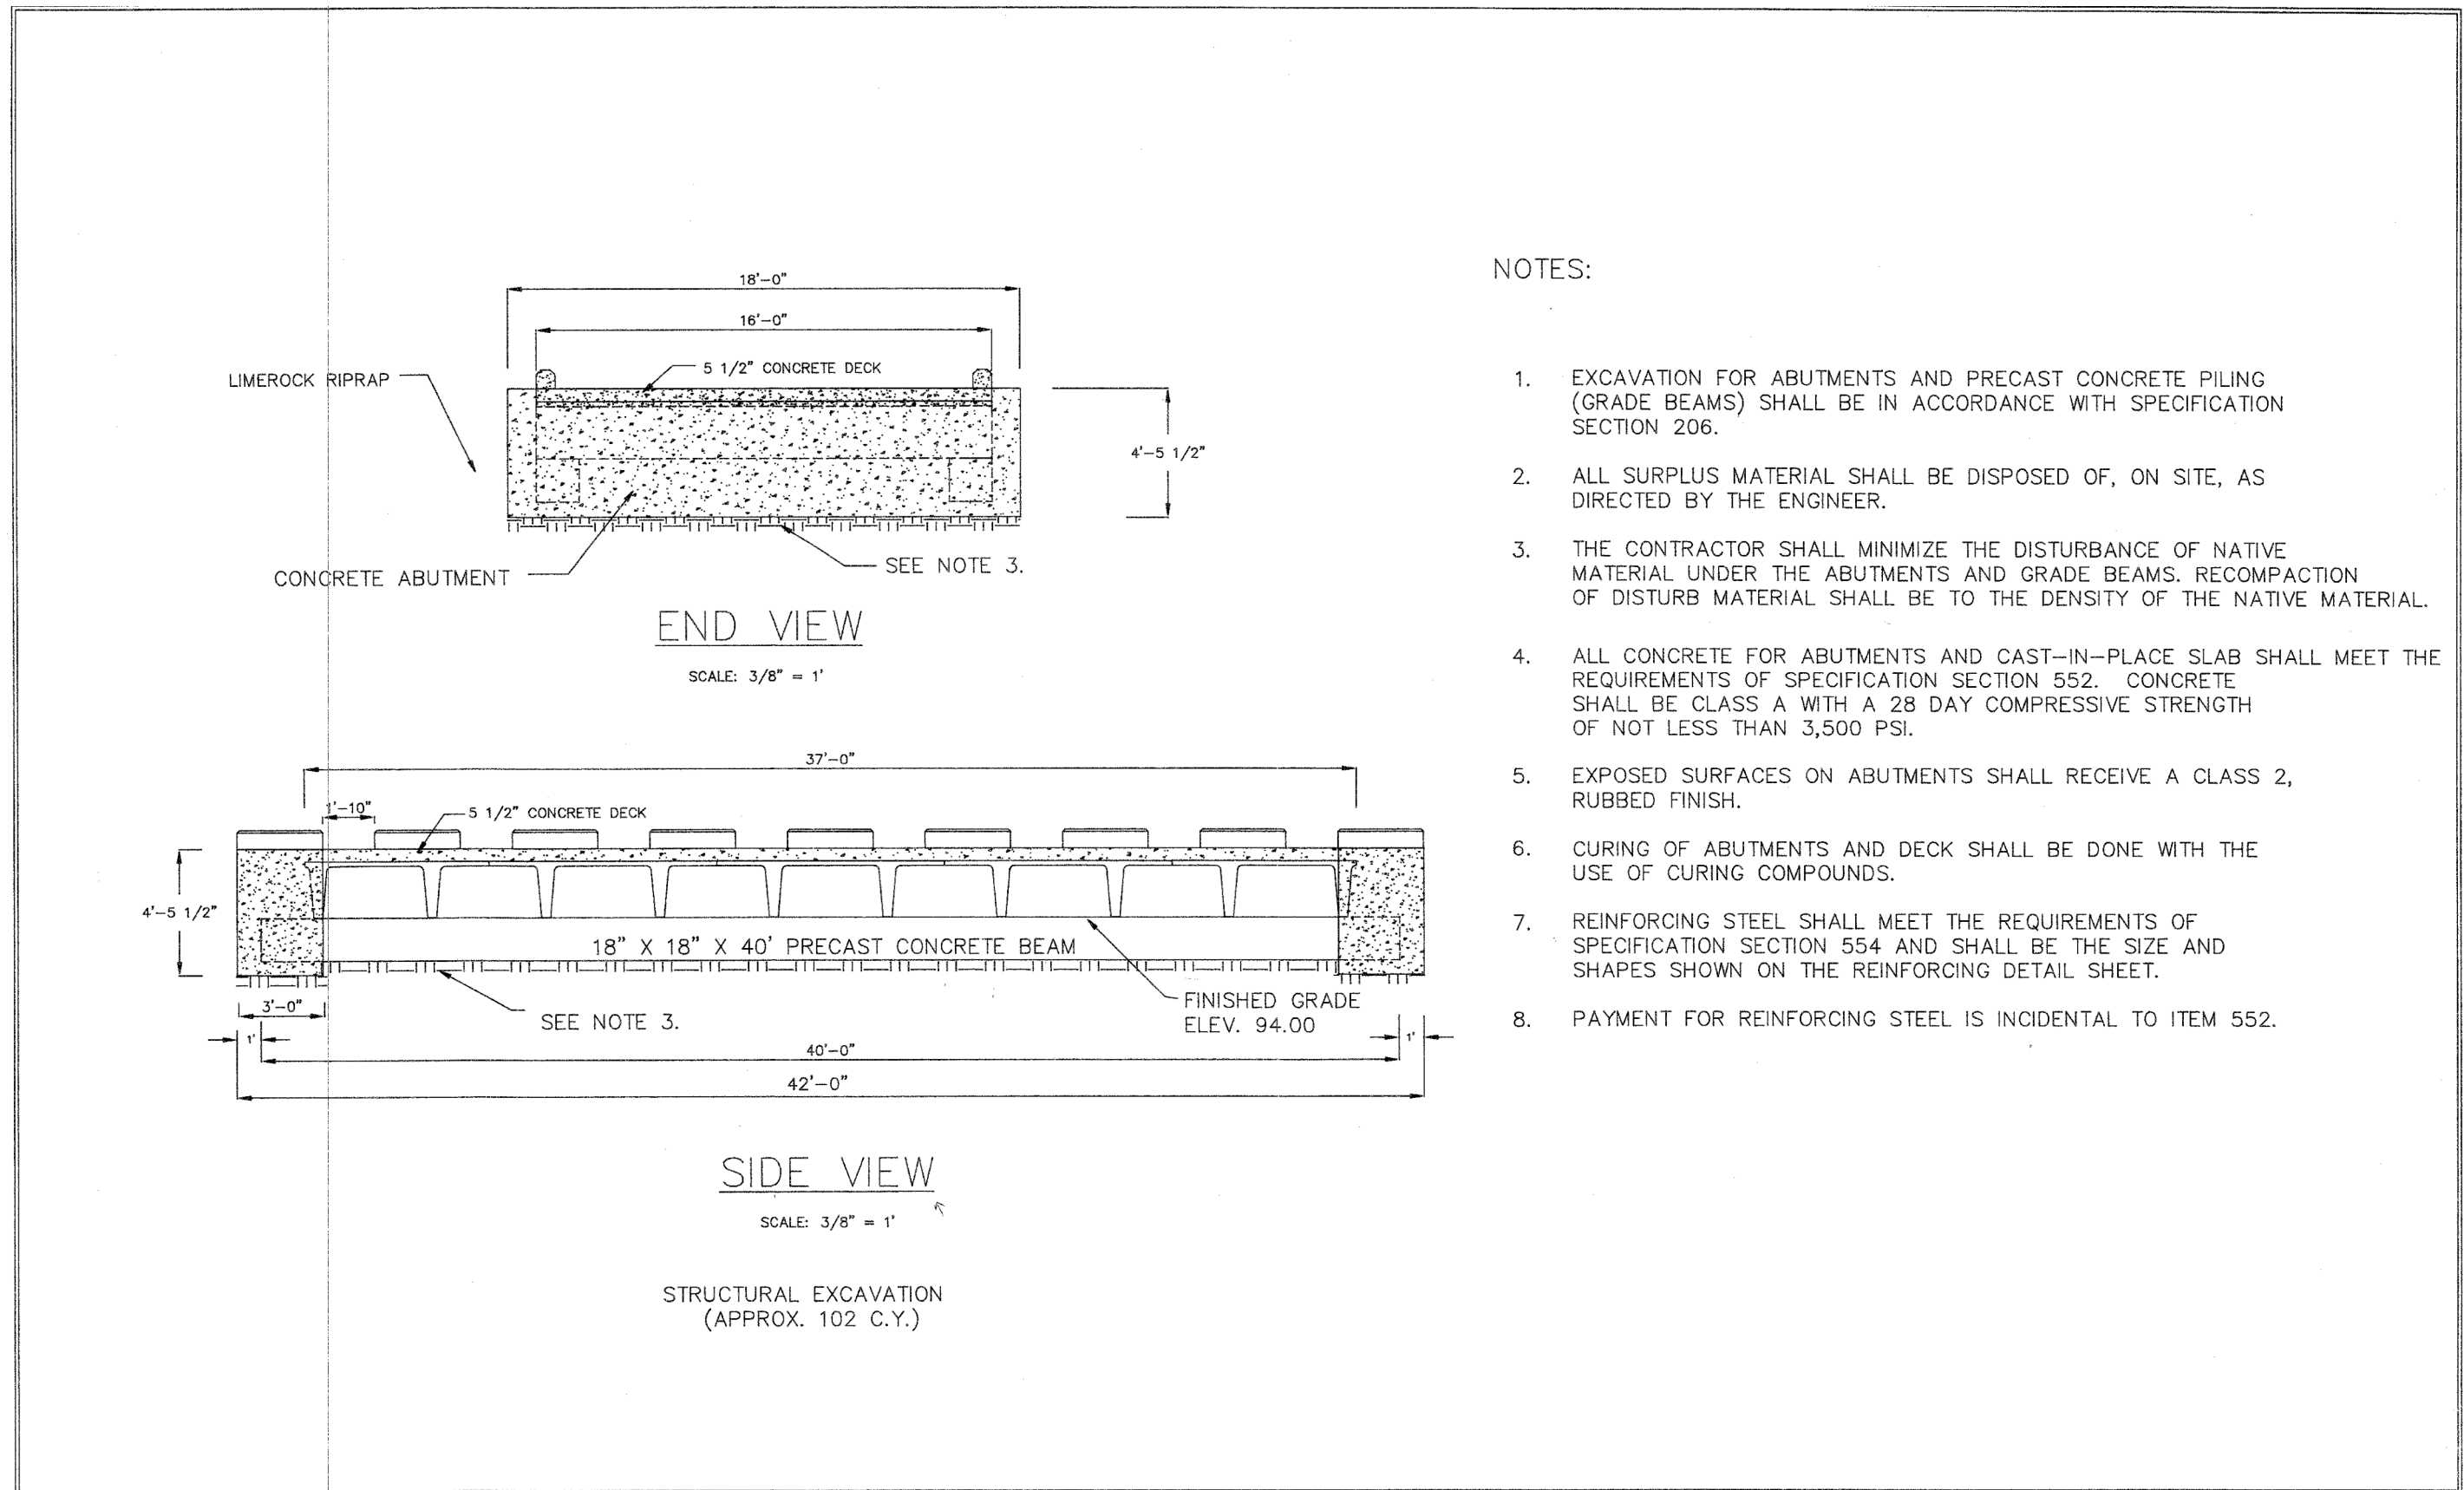 18'-0"
16'-0"
5 1/2" CONCRETE DECK
LIMEROCK RIPRAP
4'-5 1/2"
CONCRETE ABUTMENT
SEE NOTE 3.
END VIEW
SCALE: 3/8" = 1'
37'-0"
1'-10"
5 1/2" CONCRETE DECK
4'-5 1/2"
18" X 18" X 40' PRECAST CONCRETE BEAM
3'-0"
SEE NOTE 3.
FINISHED GRADE
ELEV. 94.00
1'
1'
40'-0"
42'-0"
SIDE VIEW
SCALE: 3/8" = 1'
STRUCTURAL EXCAVATION
(APPROX. 102 C.Y.)
NOTES:
1. EXCAVATION FOR ABUTMENTS AND PRECAST CONCRETE PILING
(GRADE BEAMS) SHALL BE IN ACCORDANCE WITH SPECIFICATION
SECTION 206.
2. ALL SURPLUS MATERIAL SHALL BE DISPOSED OF, ON SITE, AS
DIRECTED BY THE ENGINEER.
3. THE CONTRACTOR SHALL MINIMIZE THE DISTURBANCE OF NATIVE
MATERIAL UNDER THE ABUTMENTS AND GRADE BEAMS. RECOMPACTION
OF DISTURB MATERIAL SHALL BE TO THE DENSITY OF THE NATIVE MATERIAL.
4. ALL CONCRETE FOR ABUTMENTS AND CAST-IN-PLACE SLAB SHALL MEET THE
REQUIREMENTS OF SPECIFICATION SECTION 552. CONCRETE
SHALL BE CLASS A WITH A 28 DAY COMPRESSIVE STRENGTH
OF NOT LESS THAN 3,500 PSI.
5. EXPOSED SURFACES ON ABUTMENTS SHALL RECEIVE A CLASS 2,
RUBBED FINISH.
6. CURING OF ABUTMENTS AND DECK SHALL BE DONE WITH THE
USE OF CURING COMPOUNDS.
7. REINFORCING STEEL SHALL MEET THE REQUIREMENTS OF
SPECIFICATION SECTION 554 AND SHALL BE THE SIZE AND
SHAPES SHOWN ON THE REINFORCING DETAIL SHEET.
8. PAYMENT FOR REINFORCING STEEL IS INCIDENTAL TO ITEM 552.